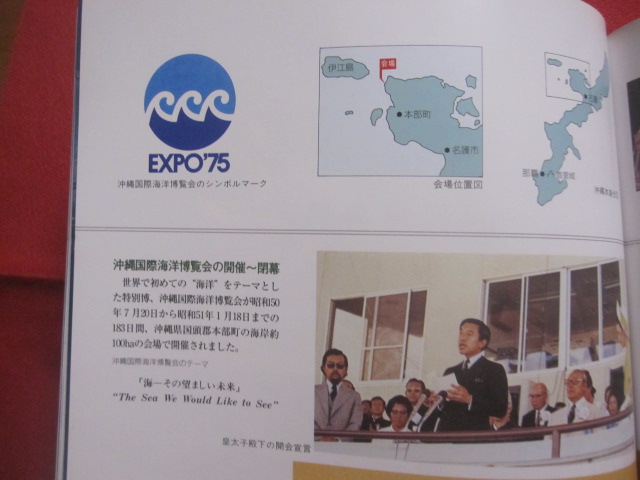 EXPO'75
沖縄国際海洋博覧会のシンボルマーク
伊江島
会場
本部町
名護市
会場位置図
那覇
沖縄本
沖縄国際海洋博覧会の開催〜閉幕
世界で初めての“海洋”をテーマとし
た特別博、沖縄国際海洋博覧会が昭和50
年7月20日から昭和51年1月18日までの
183日間、沖縄県国頭郡本部町の海岸約
100haの会場で開催されました。
沖縄国際海洋博覧会のテーマ
「海―その望ましい未来」
“The Sea We Would Like to See”
皇太子殿下の開会宣言